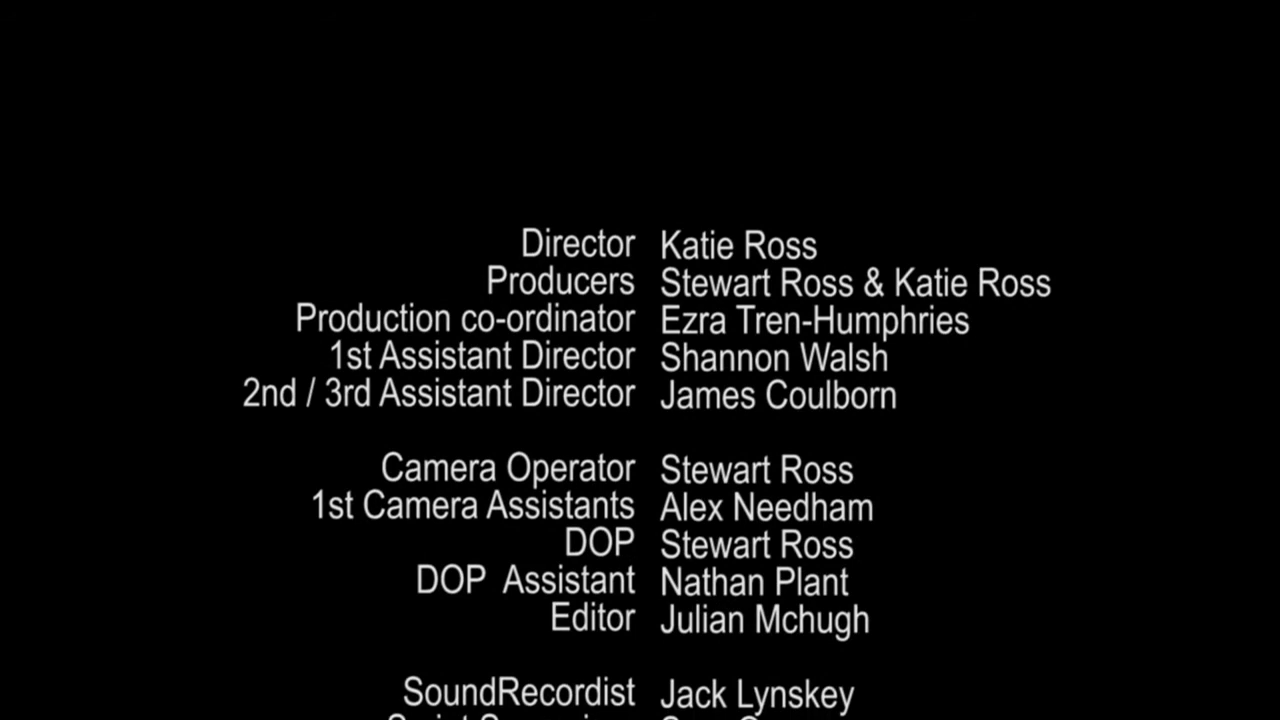 Director Katie Ross
Producers Stewart Ross & Katie Ross
Production co-ordinator Ezra Tren-Humphries
1st Assistant Director Shannon Walsh
2nd / 3rd Assistant Director James Coulborn
Camera Operator Stewart Ross
1st Camera Assistants Alex Needham
DOP Stewart Ross
DOP Assistant Nathan Plant
Editor Julian Mchugh
SoundRecordist Jack Lynskey